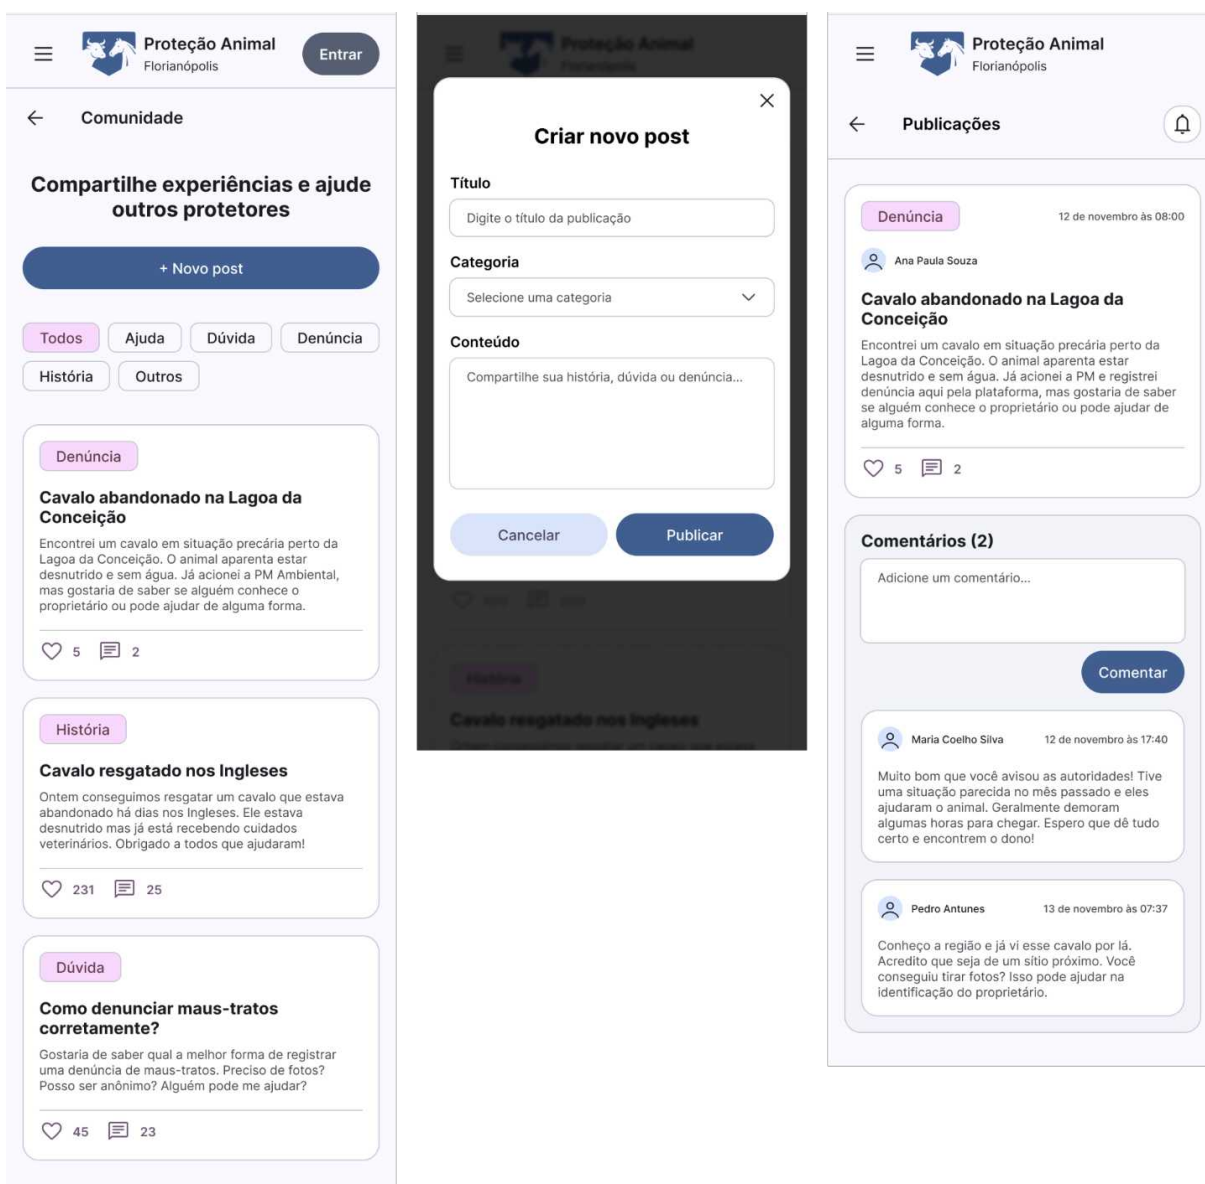 Proteção Animal
Florianópolis
Entrar
Comunidade
Compartilhe experiências e ajude
outros protetores
+ Novo post
Todos
Ajuda
Dúvida
Denúncia
História
Outros
Denúncia
Cavalo abandonado na Lagoa da
Conceição
Encontrei um cavalo em situação precária perto da
Lagoa da Conceição. O animal aparenta estar
desnutrido e sem água. Já acionei a PM Ambiental,
mas gostaria de saber se alguém conhece o
proprietário ou pode ajudar de alguma forma.
5
2
História
Cavalo resgatado nos Ingleses
Ontem conseguimos resgatar um cavalo que estava
abandonado há dias nos Ingleses. Ele estava
desnutrido mas já está recebendo cuidados
veterinários. Obrigado a todos que ajudaram!
231
25
Dúvida
Como denunciar maus-tratos
corretamente?
Gostaria de saber qual a melhor forma de registrar
uma denúncia de maus-tratos. Preciso de fotos?
Posso ser anônimo? Alguém pode me ajudar?
45
23
Proteção Animal
Florianópolis
Criar novo post
Título
Digite o título da publicação
Categoria
Selecione uma categoria
Conteúdo
Compartilhe sua história, dúvida ou denúncia...
Cancelar
Publicar
História
Cavalo resgatado nos Ingleses
Proteção Animal
Florianópolis
Publicações
Denúncia
12 de novembro às 08:00
Ana Paula Souza
Cavalo abandonado na Lagoa da
Conceição
Encontrei um cavalo em situação precária perto da
Lagoa da Conceição. O animal aparenta estar
desnutrido e sem água. Já acionei a PM e registrei
denúncia aqui pela plataforma, mas gostaria de saber
se alguém conhece o proprietário ou pode ajudar de
alguma forma.
5
2
Comentários (2)
Adicione um comentário...
Comentar
Maria Coelho Silva
12 de novembro às 17:40
Muito bom que você avisou as autoridades! Tive
uma situação parecida no mês passado e eles
ajudaram o animal. Geralmente demoram
algumas horas para chegar. Espero que dê tudo
certo e encontrem o dono!
Pedro Antunes
13 de novembro às 07:37
Conheço a região e já vi esse cavalo por lá.
Acredito que seja de um sítio próximo. Você
conseguiu tirar fotos? Isso pode ajudar na
identificação do proprietário.